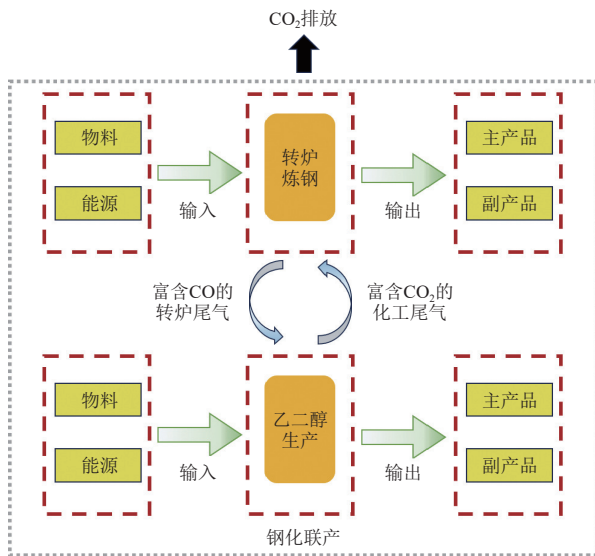 CO₂排放
物料
能源
输入
转炉
炼钢
输出
主产品
副产品
富含CO的
转炉尾气
富含CO₂的
化工尾气
物料
能源
输入
乙二醇
生产
输出
主产品
副产品
钢化联产